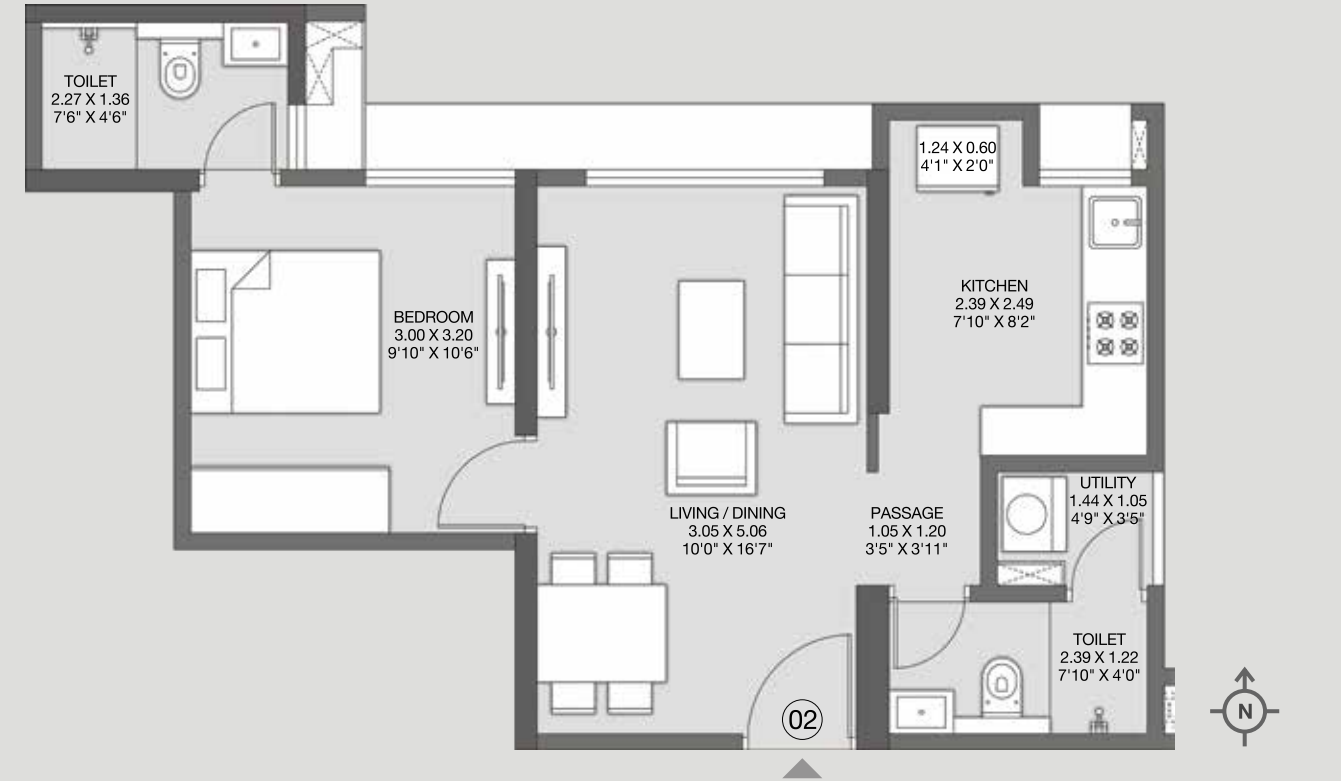 TOILET
2.27 X 1.36
7'6" X 4'6"
1.24 X 0.60
4'1" X 2'0"
KITCHEN
2.39 X 2.49
7'10" X 8'2"
BEDROOM
3.00 X 3.20
9'10" X 10'6"
UTILITY
1.44 X 1.05
4'9" X 3'5"
LIVING / DINING
3.05 X 5.06
10'0" X 16'7"
PASSAGE
1.05 X 1.20
3'5" X 3'11"
TOILET
2.39 X 1.22
7'10" X 4'0"
02
N